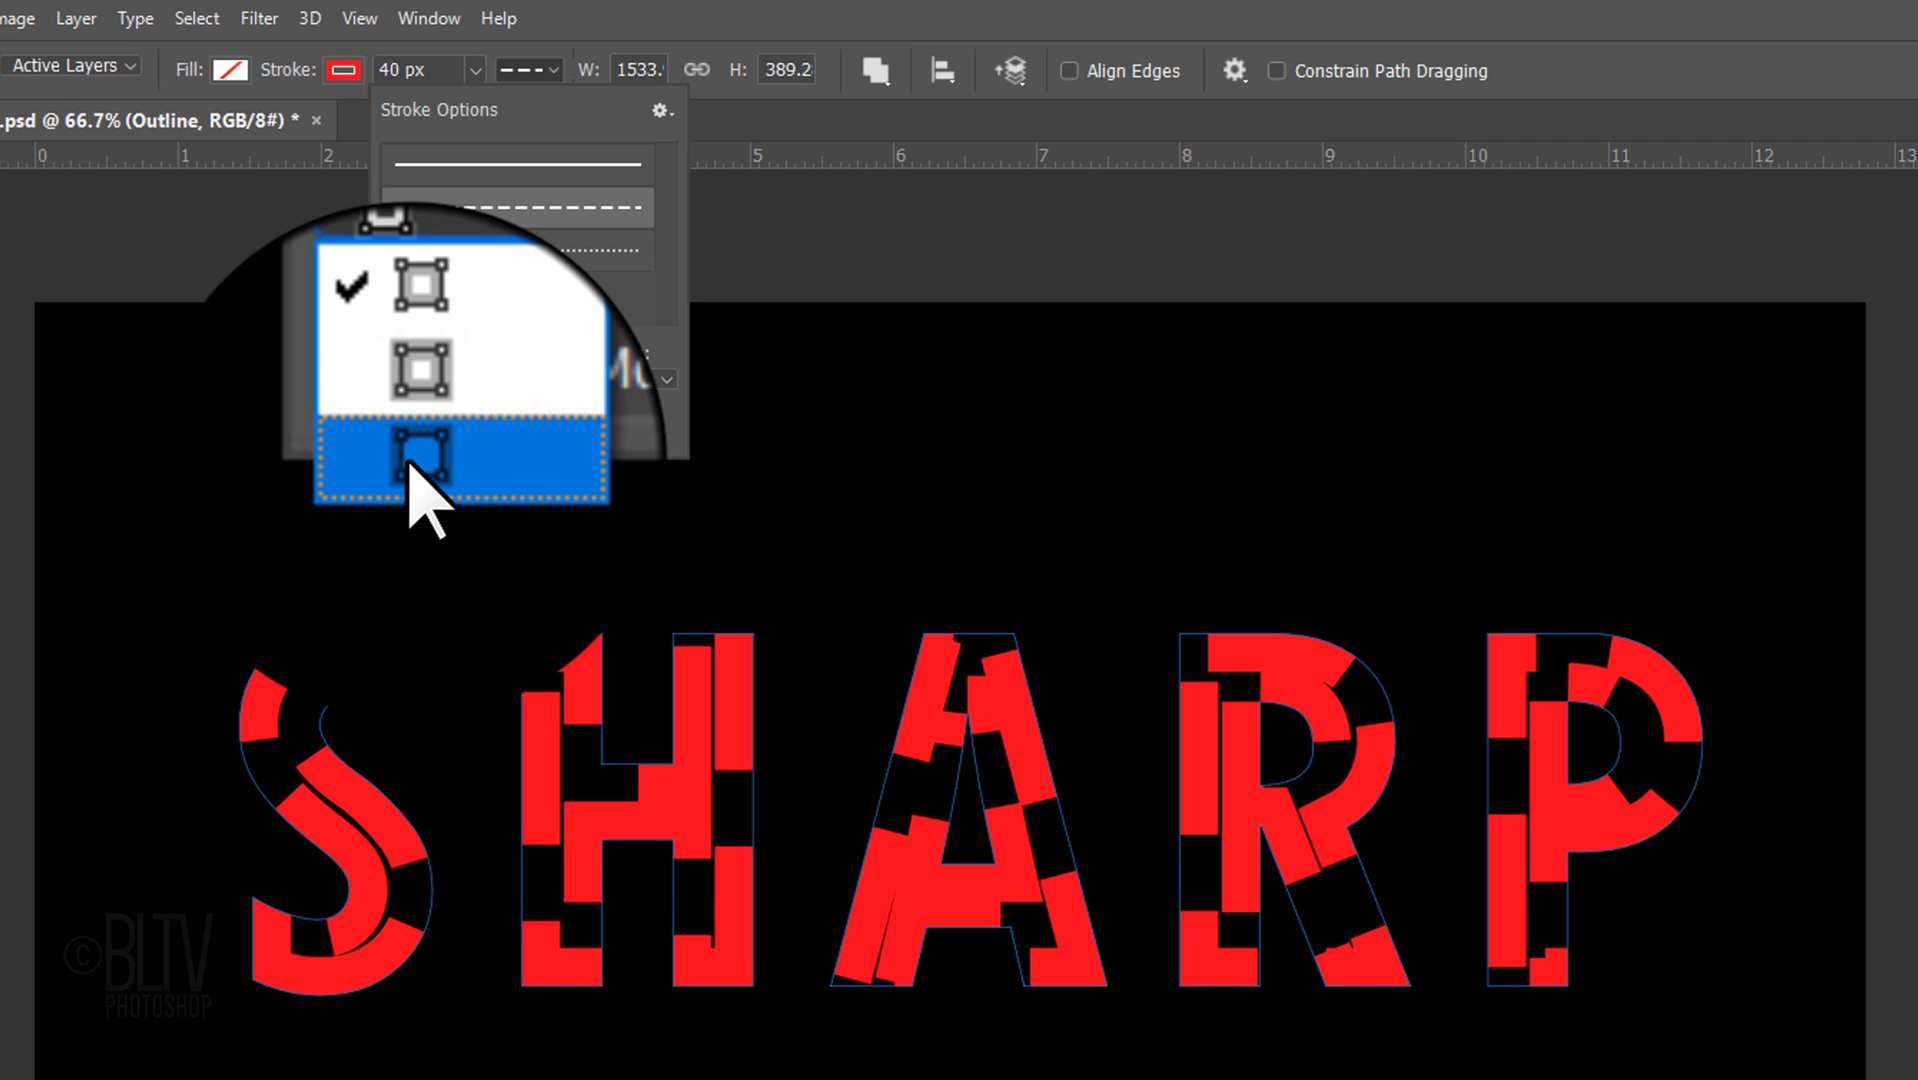 mage Layer Type Select Filter 3D View Window Help
Active Layers Fill: Stroke: 40 px W: 1533. H: 389.2 Align Edges Constrain Path Dragging
Stroke Options
.psd @ 66.7% (Outline, RGB/8#) * ×
0 1 2 5 6 7 8 9 10 11 12 13
SHARP
© BLTV
PHOTOSHOP